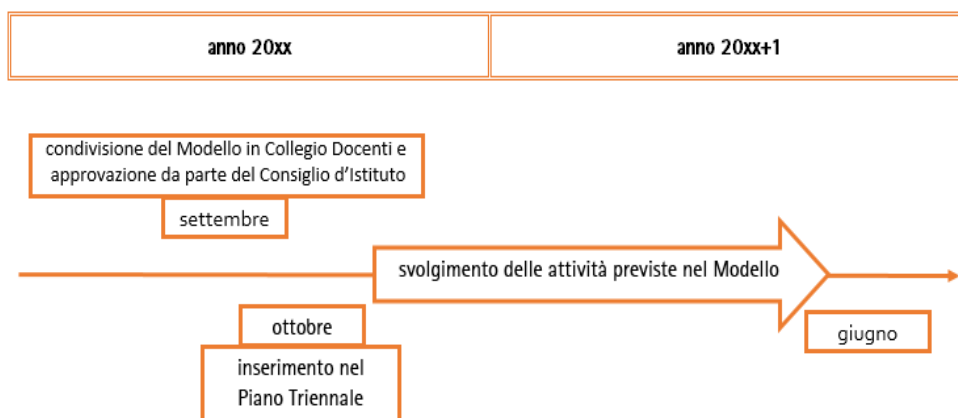 anno 20xx
anno 20xx+1
condivisione del Modello in Collegio Docenti e
approvazione da parte del Consiglio d'Istituto
settembre
svolgimento delle attività previste nel Modello
ottobre
inserimento nel
Piano Triennale
giugno